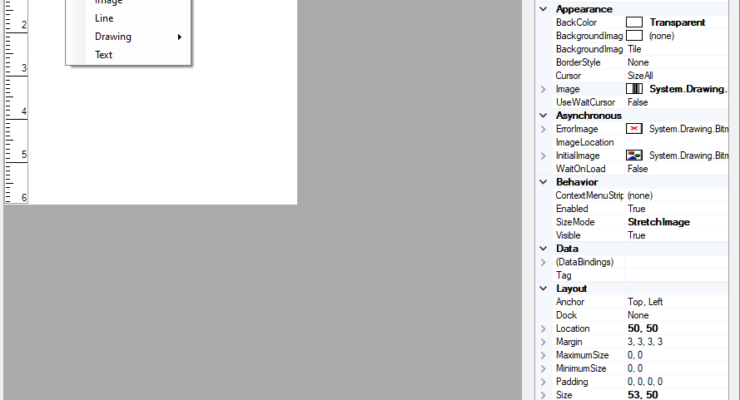 Image
Line
Drawing
Text
2
3
4
5
6
Appearance
BackColor Transparent
BackgroundImag (none)
BackgroundImag Tile
BorderStyle None
Cursor SizeAll
Image System.Drawing.
UseWaitCursor False
Asynchronous
ErrorImage System.Drawing.Bitm
ImageLocation
InitialImage System.Drawing.Bitm
WaitOnLoad False
Behavior
ContextMenuStrip (none)
Enabled True
SizeMode StretchImage
Visible True
Data
(DataBindings)
Tag
Layout
Anchor Top, Left
Dock None
Location 50, 50
Margin 3, 3, 3, 3
MaximumSize 0, 0
MinimumSize 0, 0
Padding 0, 0, 0, 0
Size 53, 50